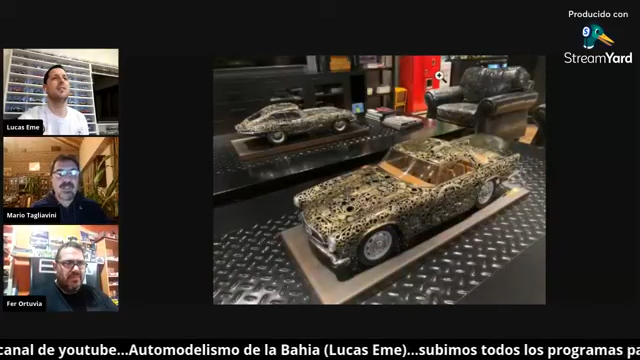 Producido con
StreamYard
Lucas Eme
Mario Tagliavini
Fer Ortuvia
canal de youtube...Automodelismo de la Bahia (Lucas Eme)...subimos todos los programas pa